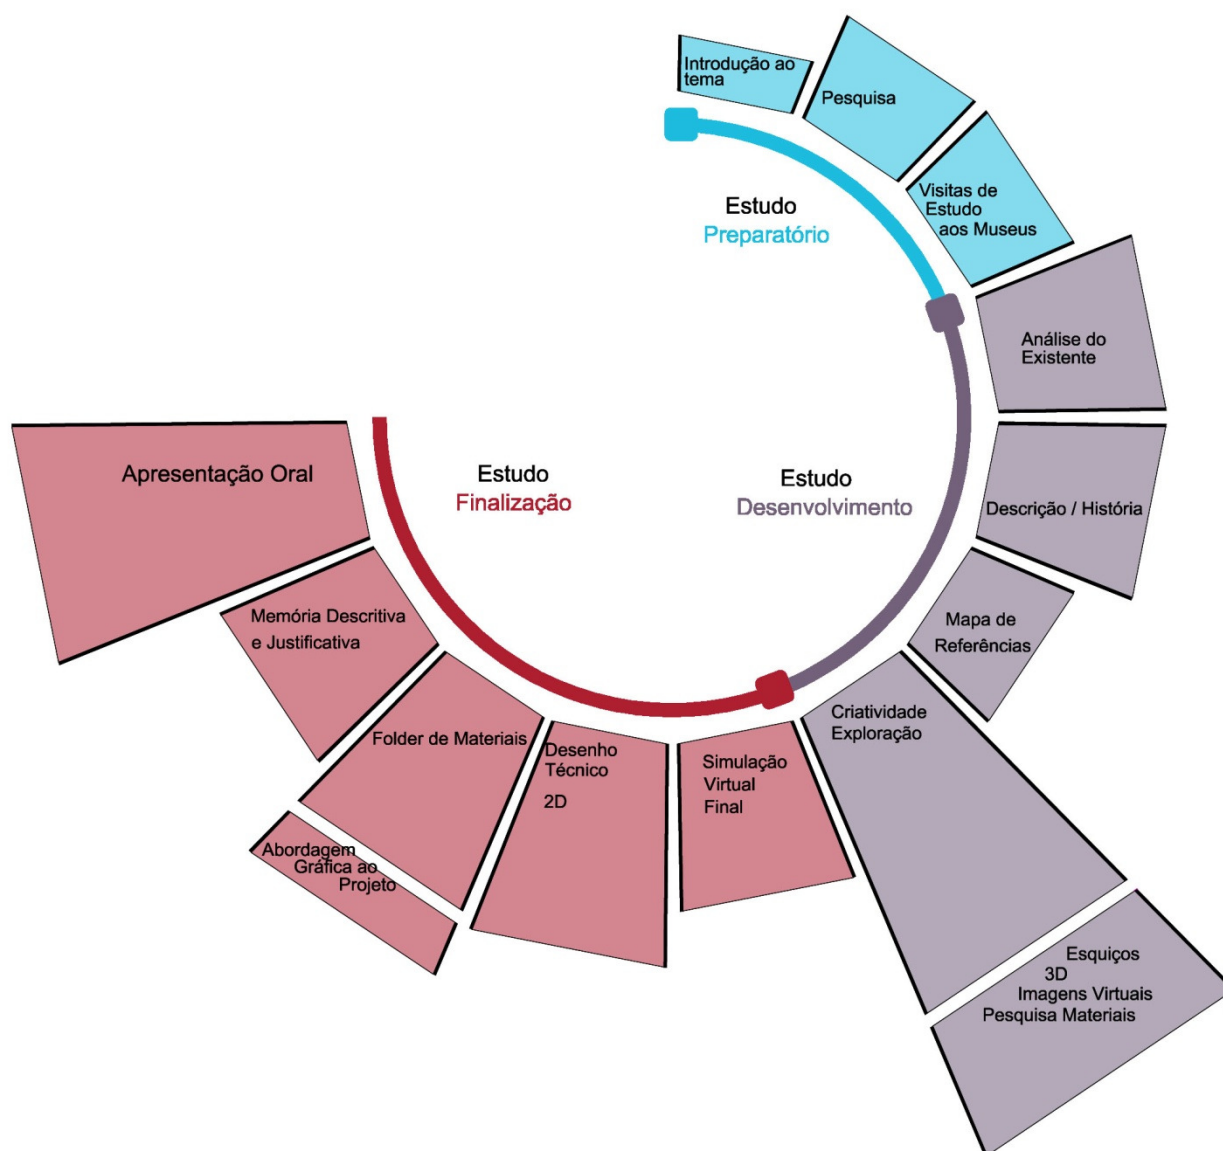 Introdução ao
tema
Pesquisa
Visitas de
Estudo
aos Museus
Estudo
Preparatório
Análise do
Existente
Descrição / História
Mapa de
Referências
Estudo
Desenvolvimento
Criatividade
Exploração
Esquiços
3D
Imagens Virtuais
Pesquisa Materiais
Estudo
Finalização
Simulação
Virtual
Final
Desenho
Técnico
2D
Folder de Materiais
Abordagem
Gráfica ao
Projeto
Memória Descritiva
e Justificativa
Apresentação Oral